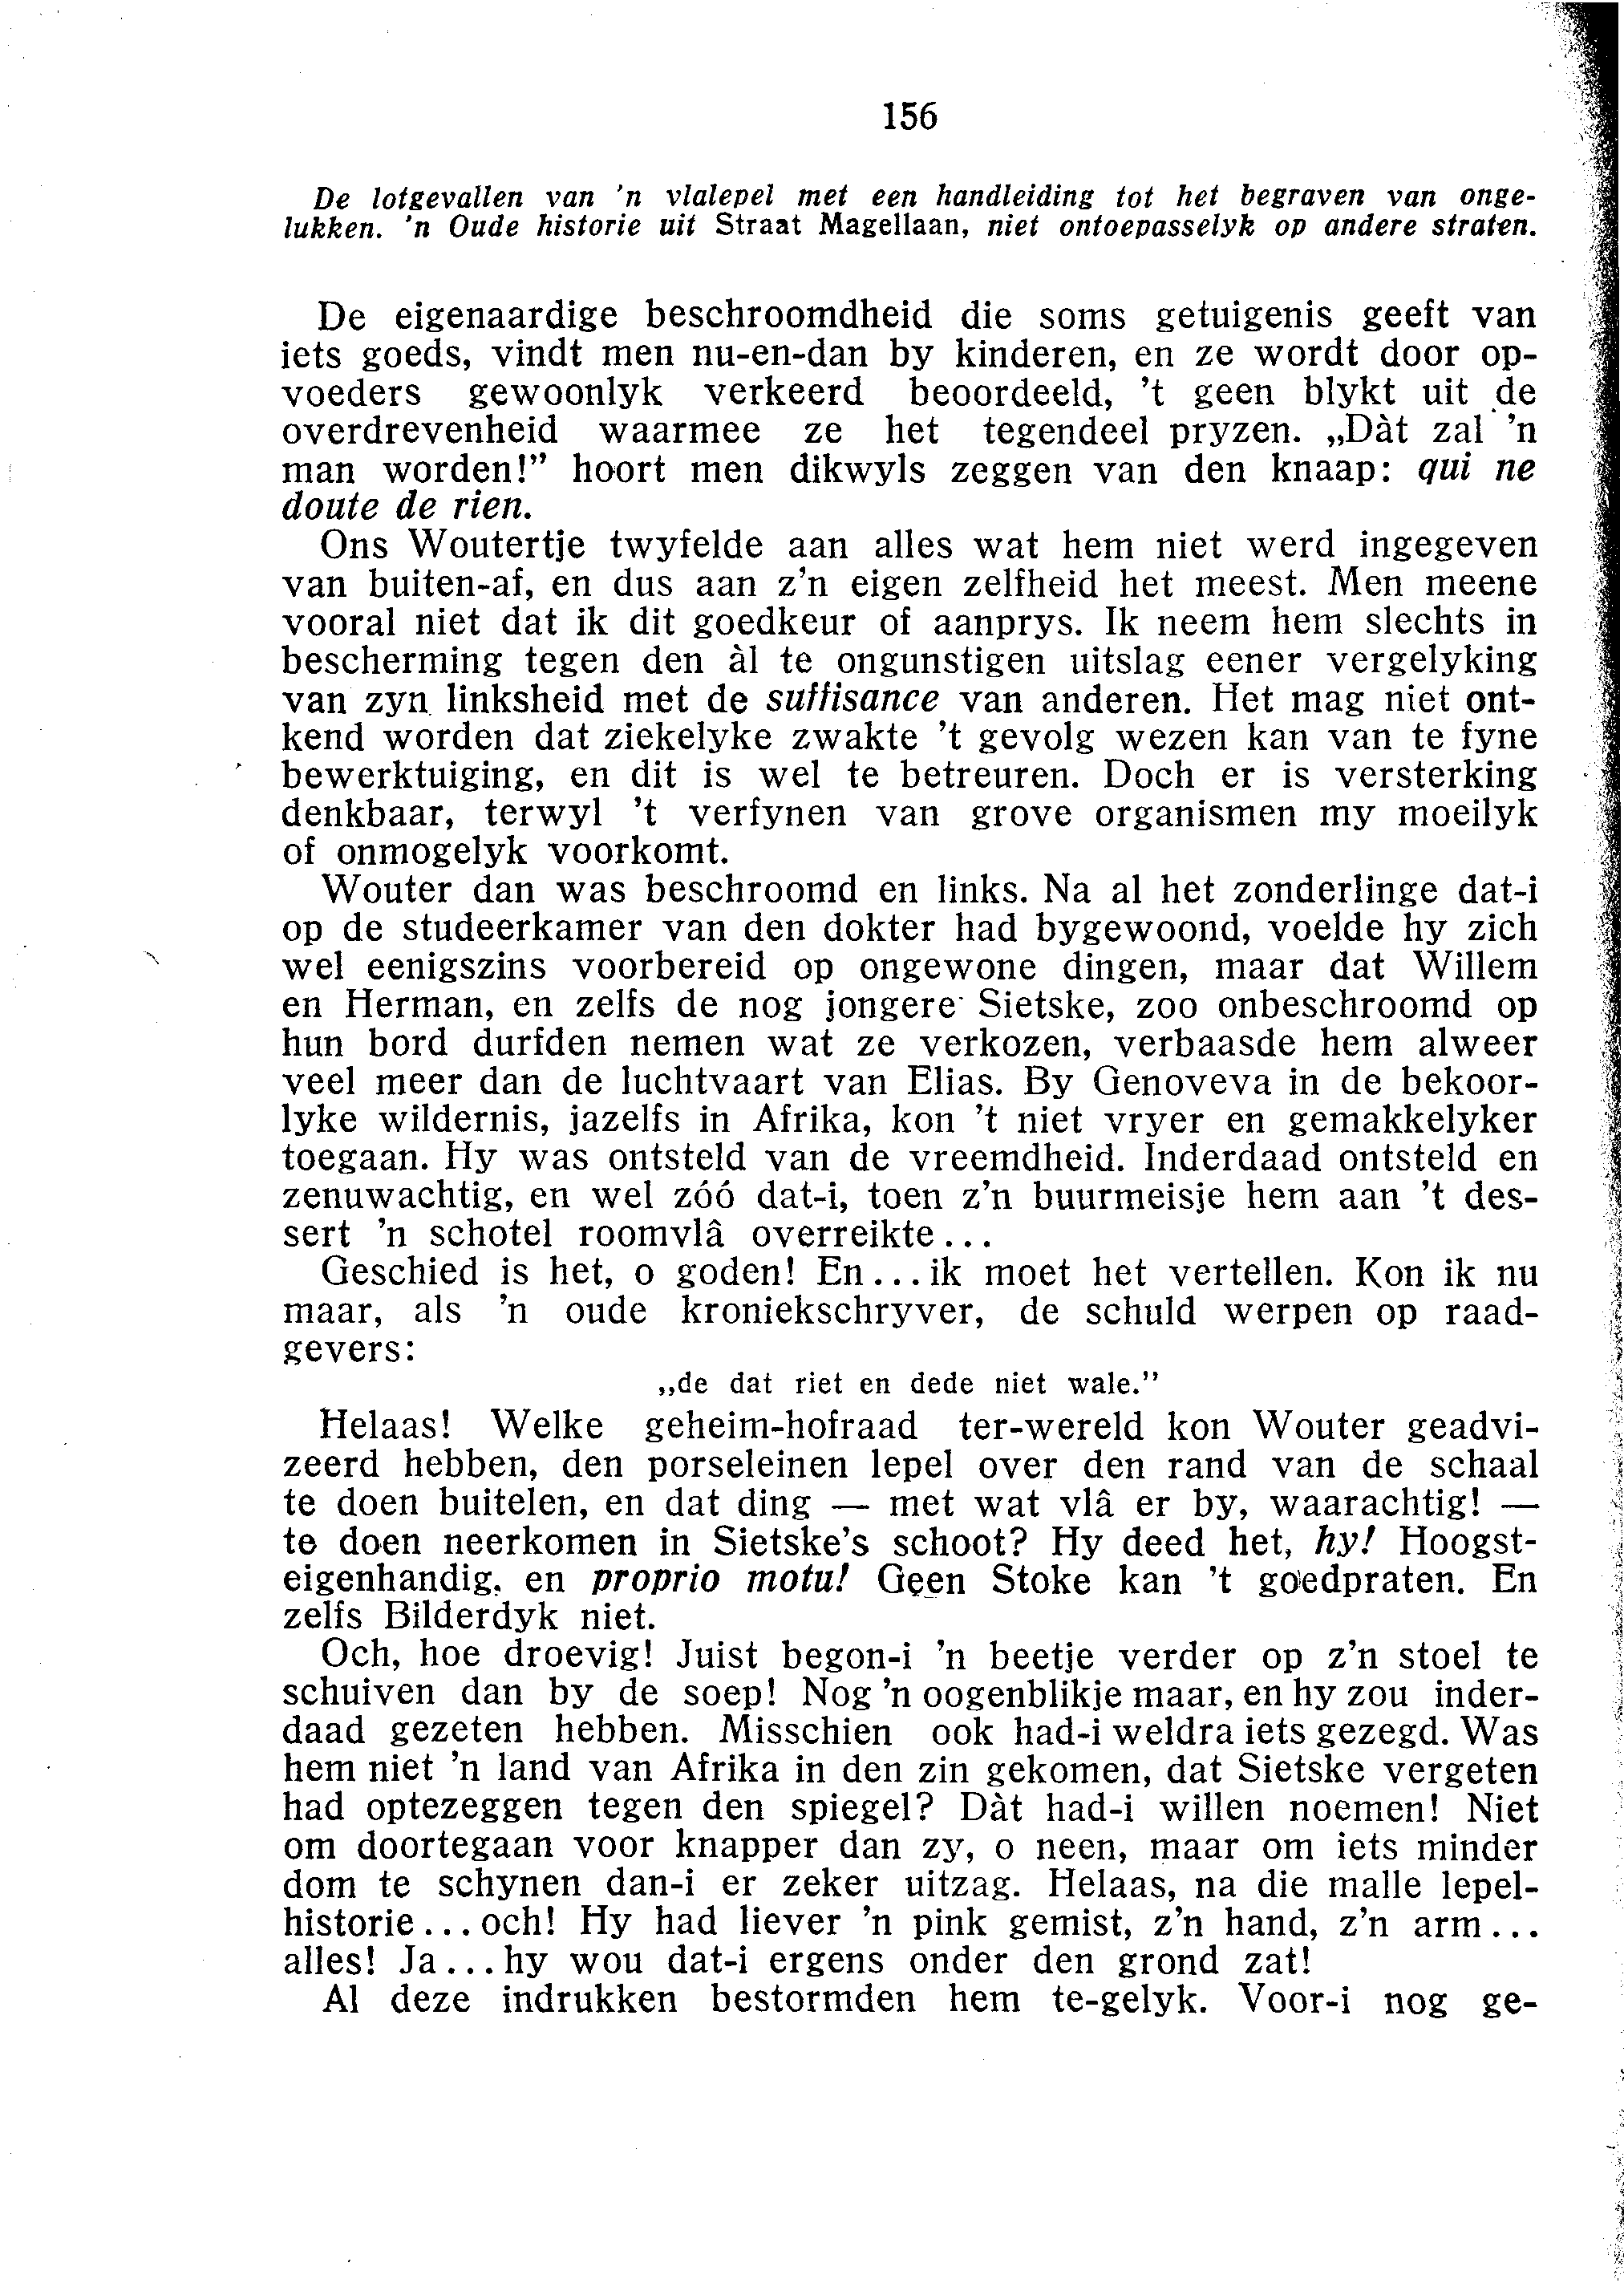 156
De lotgevallen van 'n vlalepel met een handleiding tot het begraven van onge-
lukken. 'n Oude historie uit Straat Magellaan, niet ontoepasselyk op andere straten.
De eigenaardige beschroomdheid die soms getuigenis geeft van
iets goeds, vindt men nu-en-dan by kinderen, en ze wordt door op-
voeders gewoonlyk verkeerd beoordeeld, 't geen blykt uit de
overdrevenheid waarmee ze het tegendeel pryzen. „Dàt zal 'n
man worden!” hoort men dikwyls zeggen van den knaap: qui ne
doute de rien.
Ons Woutertje twyfelde aan alles wat hem niet werd ingegeven
van buiten-af, en dus aan z'n eigen zelfheid het meest. Men meene
vooral niet dat ik dit goedkeur of aanprys. Ik neem hem slechts in
bescherming tegen den àl te ongunstigen uitslag eener vergelyking
van zyn linksheid met de suffisance van anderen. Het mag niet ont-
kend worden dat ziekelyke zwakte 't gevolg wezen kan van te fyne
bewerktuiging, en dit is wel te betreuren. Doch er is versterking
denkbaar, terwyl 't verfynen van grove organismen my moeilyk
of onmogelyk voorkomt.
Wouter dan was beschroomd en links. Na al het zonderlinge dat-i
op de studeerkamer van den dokter had bygewoond, voelde hy zich
wel eenigszins voorbereid op ongewone dingen, maar dat Willem
en Herman, en zelfs de nog jongere Sietske, zoo onbeschroomd op
hun bord durfden nemen wat ze verkozen, verbaasde hem alweer
veel meer dan de luchtvaart van Elias. By Genoveva in de bekoor-
lyke wildernis, jazelfs in Afrika, kon 't niet vryer en gemakkelyker
toegaan. Hy was ontsteld van de vreemdheid. Inderdaad ontsteld en
zenuwachtig, en wel zóó dat-i, toen z'n buurmeisje hem aan 't des-
sert 'n schotel roomvlâ overreikte...
Geschied is het, o goden! En... ik moet het vertellen. Kon ik nu
maar, als 'n oude kroniekschryver, de schuld werpen op raad-
gevers:
„de dat riet en dede niet wale.”
Helaas! Welke geheim-hofraad ter-wereld kon Wouter geadvi-
zeerd hebben, den porseleinen lepel over den rand van de schaal
te doen buitelen, en dat ding — met wat vlâ er by, waarachtig! —
te doen neerkomen in Sietske's schoot? Hy deed het, hy! Hoogst-
eigenhandig, en proprio motu! Geen Stoke kan 't goedpraten. En
zelfs Bilderdyk niet.
Och, hoe droevig! Juist begon-i 'n beetje verder op z'n stoel te
schuiven dan by de soep! Nog 'n oogenblikje maar, en hy zou inder-
daad gezeten hebben. Misschien ook had-i weldra iets gezegd. Was
hem niet 'n land van Afrika in den zin gekomen, dat Sietske vergeten
had optezeggen tegen den spiegel? Dàt had-i willen noemen! Niet
om doortegaan voor knapper dan zy, o neen, maar om iets minder
dom te schynen dan-i er zeker uitzag. Helaas, na die malle lepel-
historie... och! Hy had liever 'n pink gemist, z'n hand, z'n arm...
alles! Ja... hy wou dat-i ergens onder den grond zat!
Al deze indrukken bestormden hem te-gelyk. Voor-i nog ge-